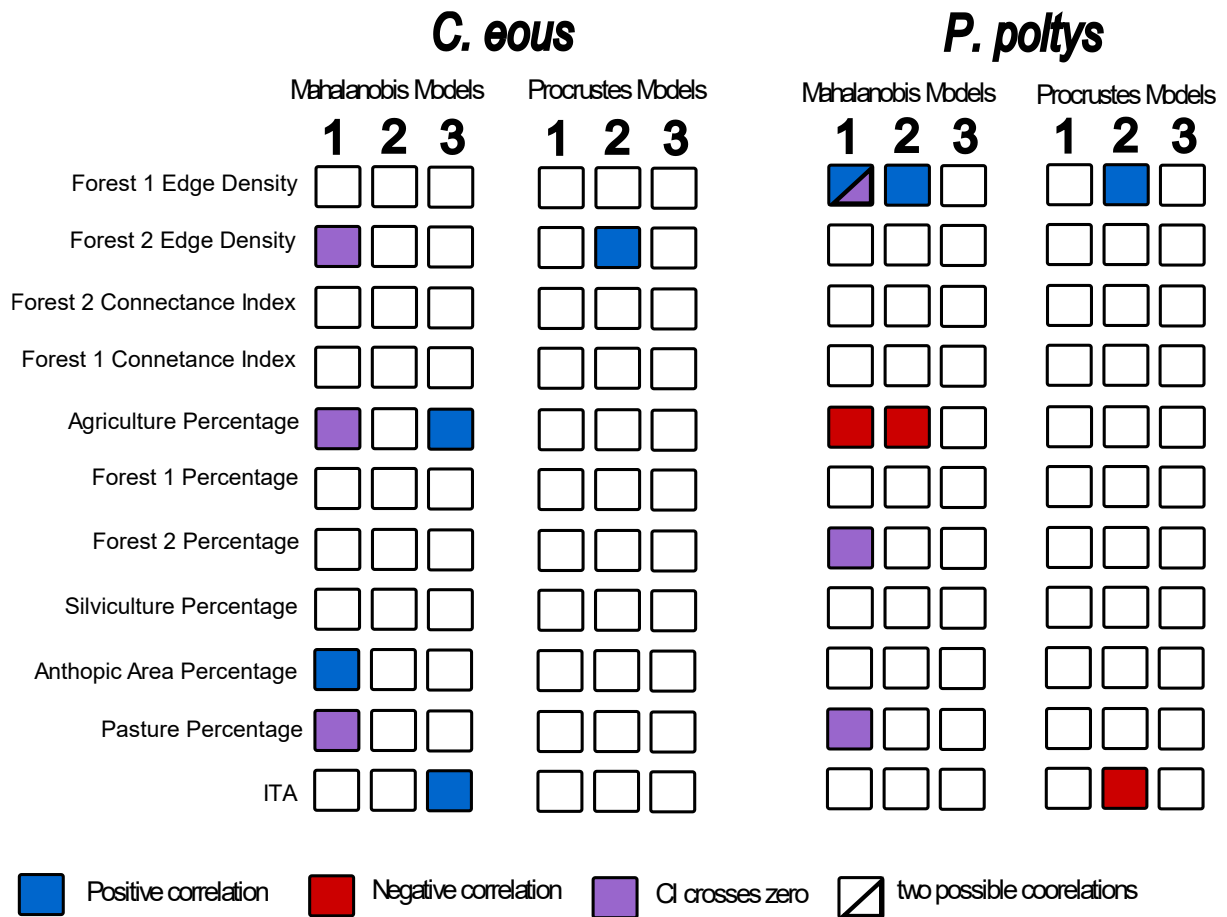 C. eous P. poltys
Mahalanobis Models Procrustes Models Mahalanobis Models Procrustes Models
1 2 3 1 2 3 1 2 3 1 2 3
Forest 1 Edge Density
Forest 2 Edge Density
Forest 2 Connectance Index
Forest 1 Connetance Index
Agriculture Percentage
Forest 1 Percentage
Forest 2 Percentage
Silviculture Percentage
Anthopic Area Percentage
Pasture Percentage
ITA
Positive correlation Negative correlation CI crosses zero two possible coorelations